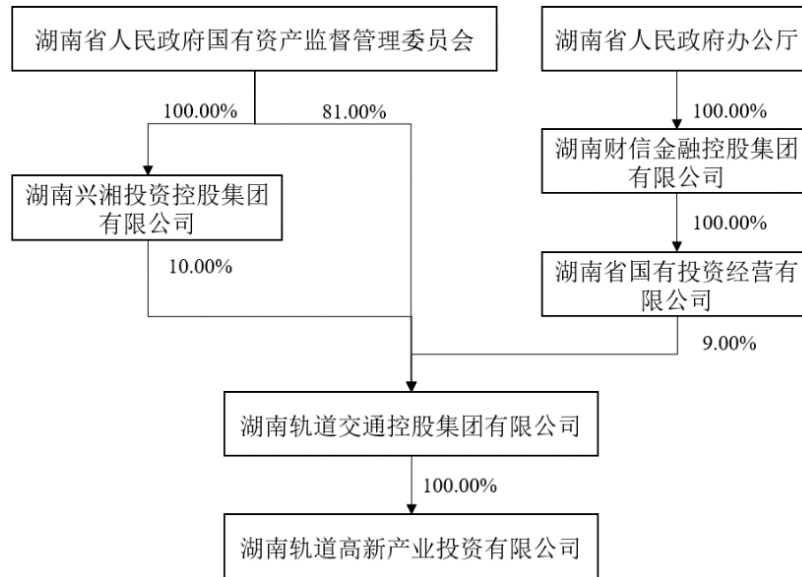 湖南省人民政府国有资产监督管理委员会
湖南省人民政府办公厅
100.00%
81.00%
100.00%
湖南财信金融控股集团
有限公司
湖南兴湘投资控股集团
有限公司
100.00%
10.00%
湖南省国有投资经营有
限公司
9.00%
湖南轨道交通控股集团有限公司
100.00%
湖南轨道高新产业投资有限公司